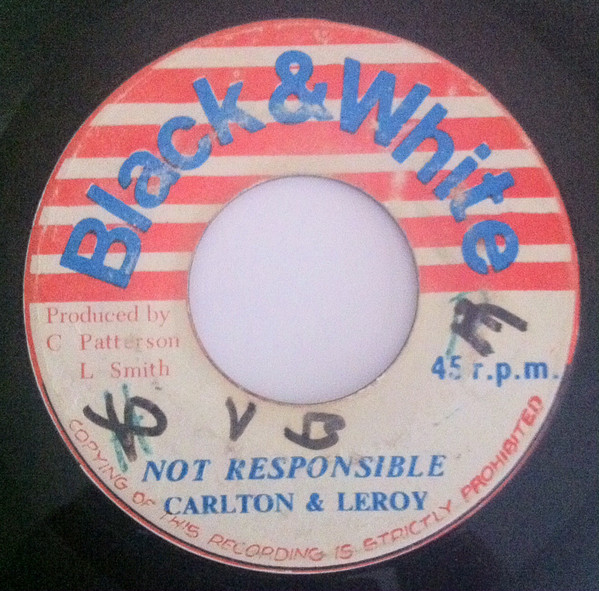 Black & White
Produced by
C Patterson
L Smith
45 r.p.m.
V B
NOT RESPONSIBLE
CARLTON & LEROY
COPYING OF THIS RECORDING IS STRICTLY PROHIBITED